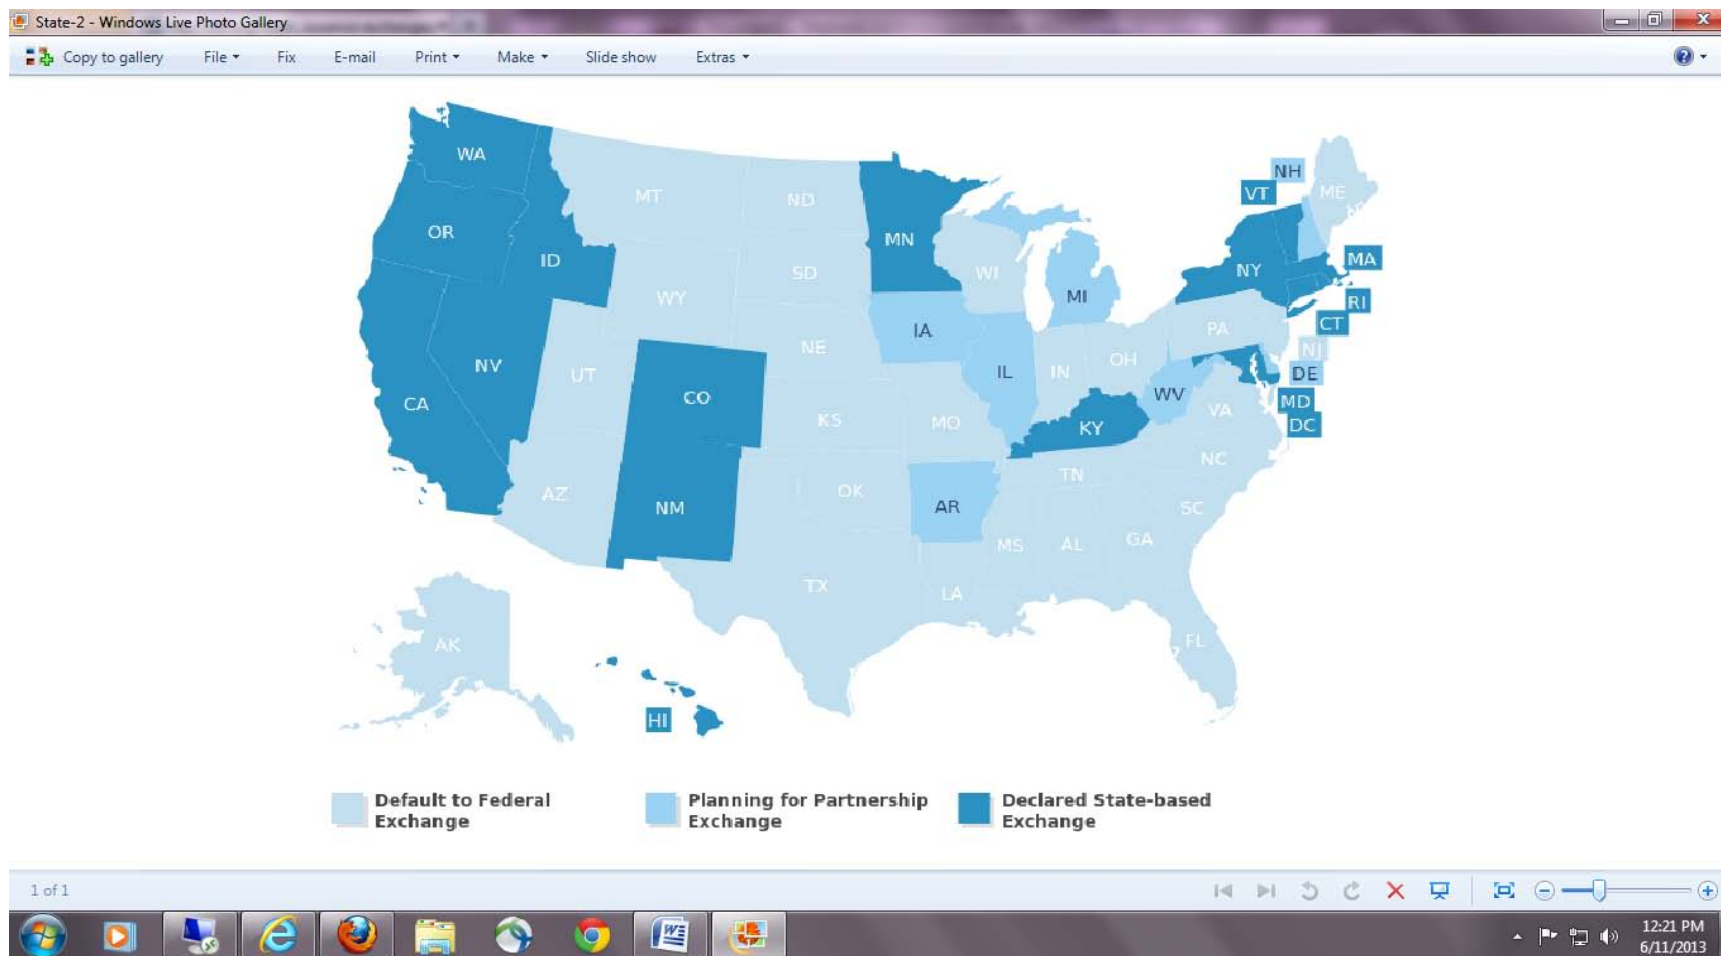 State-2 - Windows Live Photo Gallery
Copy to gallery File Fix E-mail Print Make Slide show Extras
WA
MT
ND
OR
ID
MN
SD
WY
WI
NH
VT
ME
NY
MA
MI
RI
IA
CT
PA
NE
NJ
OH
NV
UT
IL
IN
DE
CO
WV
CA
MD
VA
KS
MO
KY
DC
NC
TN
AZ
OK
NM
AR
SC
MS
AL
GA
TX
LA
AK
FL
HI
Default to Federal
Exchange
Planning for Partnership
Exchange
Declared State-based
Exchange
1 of 1
12:21 PM
6/11/2013